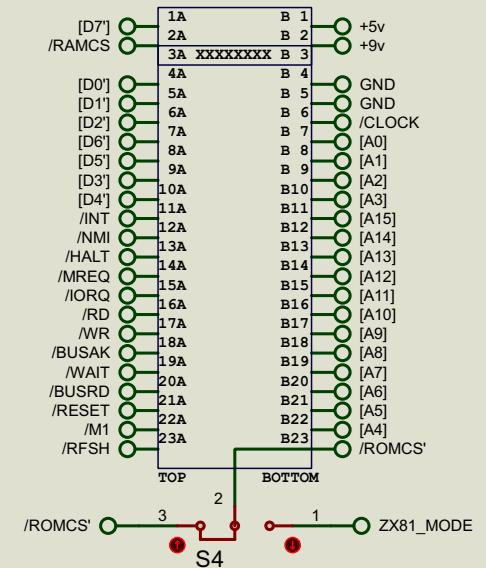 1A B 1
[D7'] +5v
2A B 2
/RAMCS +9v
3A XXXXXXXX B 3
4A B 4
[D0'] GND
5A B 5
[D1'] GND
6A B 6
[D2'] /CLOCK
7A B 7
[D6'] [A0]
8A B 8
[D5'] [A1]
9A B 9
[D3'] [A2]
10A B10
[D4'] [A3]
11A B11
/INT [A15]
12A B12
/NMI [A14]
13A B13
/HALT [A13]
14A B14
/MREQ [A12]
15A B15
/IORQ [A11]
16A B16
/RD [A10]
17A B17
/WR [A9]
18A B18
/BUSAK [A8]
19A B19
/WAIT [A7]
20A B20
/BUSRD [A6]
21A B21
/RESET [A5]
22A B22
/M1 [A4]
23A B23
/RFSH /ROMCS'
TOP BOTTOM
2
/ROMCS' 3 1 ZX81_MODE
S4